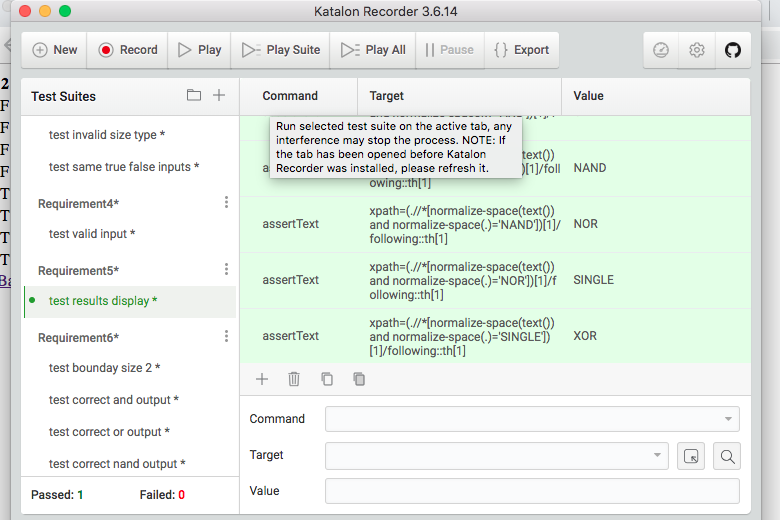 Katalon Recorder 3.6.14
New
Record
Play
Play Suite
Play All
Pause
Export
Test Suites
Command
Target
Value
test invalid size type *
test same true false inputs *
Requirement4*
test valid input *
Requirement5*
test results display *
Requirement6*
test bounday size 2 *
test correct and output *
test correct or output *
test correct nand output *
Passed: 1
Failed: 0
Run selected test suite on the active tab, any
interference may stop the process. NOTE: If
the tab has been opened before Katalon
Recorder was installed, please refresh it.
text())
)[1]/foll
owing::th[1]
NAND
assertText
xpath=(.//*[normalize-space(text())
and normalize-space(.)='NAND'])[1]/
following::th[1]
NOR
assertText
xpath=(.//*[normalize-space(text())
and normalize-space(.)='NOR'])[1]/f
ollowing::th[1]
SINGLE
assertText
xpath=(.//*[normalize-space(text())
and normalize-space(.)='SINGLE'])
[1]/following::th[1]
XOR
Command
Target
Value
2
F
F
F
F
T
T
T
T
Ba